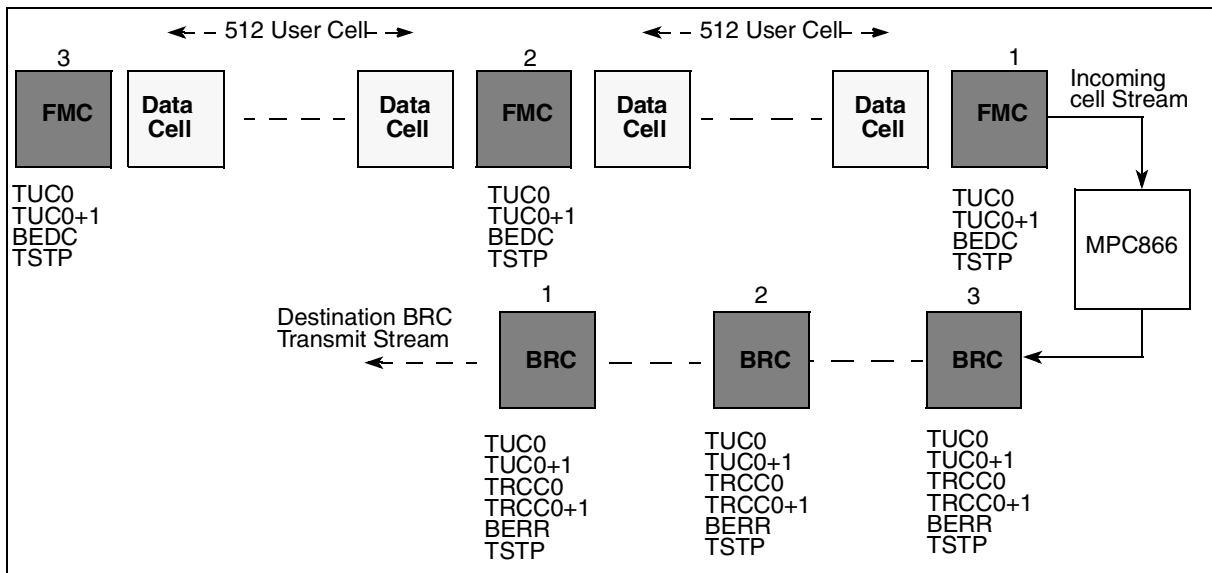 512 User Cell
512 User Cell
3
2
1
FMC
Data
Cell
Data
Cell
FMC
Data
Cell
Data
Cell
FMC
Incoming
cell Stream
TUC0
TUC0+1
BEDC
TSTP
TUC0
TUC0+1
BEDC
TSTP
TUC0
TUC0+1
BEDC
TSTP
MPC866
Destination BRC
Transmit Stream
1
2
3
BRC
BRC
BRC
TUC0
TUC0+1
TRCC0
TRCC0+1
BERR
TSTP
TUC0
TUC0+1
TRCC0
TRCC0+1
BERR
TSTP
TUC0
TUC0+1
TRCC0
TRCC0+1
BERR
TSTP